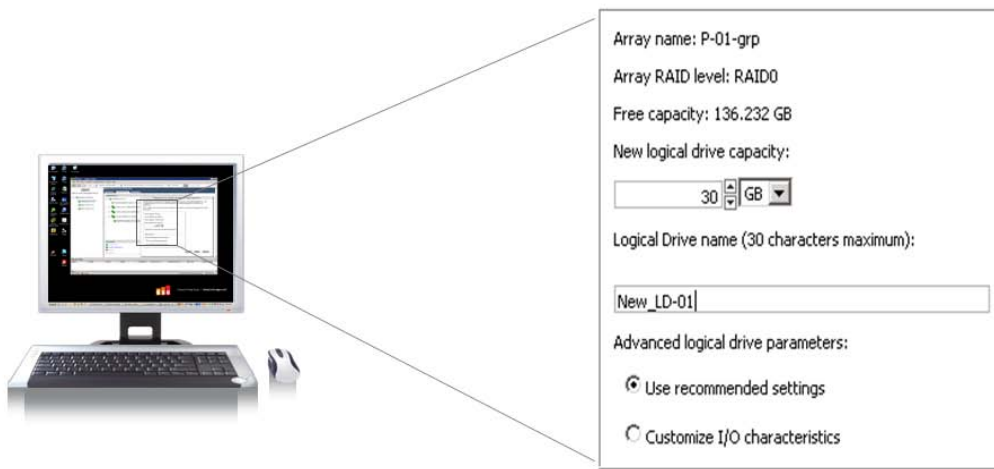 Array name: P-01-grp
Array RAID level: RAID0
Free capacity: 136.232 GB
New logical drive capacity:
30 GB
Logical Drive name (30 characters maximum):
New_LD-01
Advanced logical drive parameters:
Use recommended settings
Customize I/O characteristics